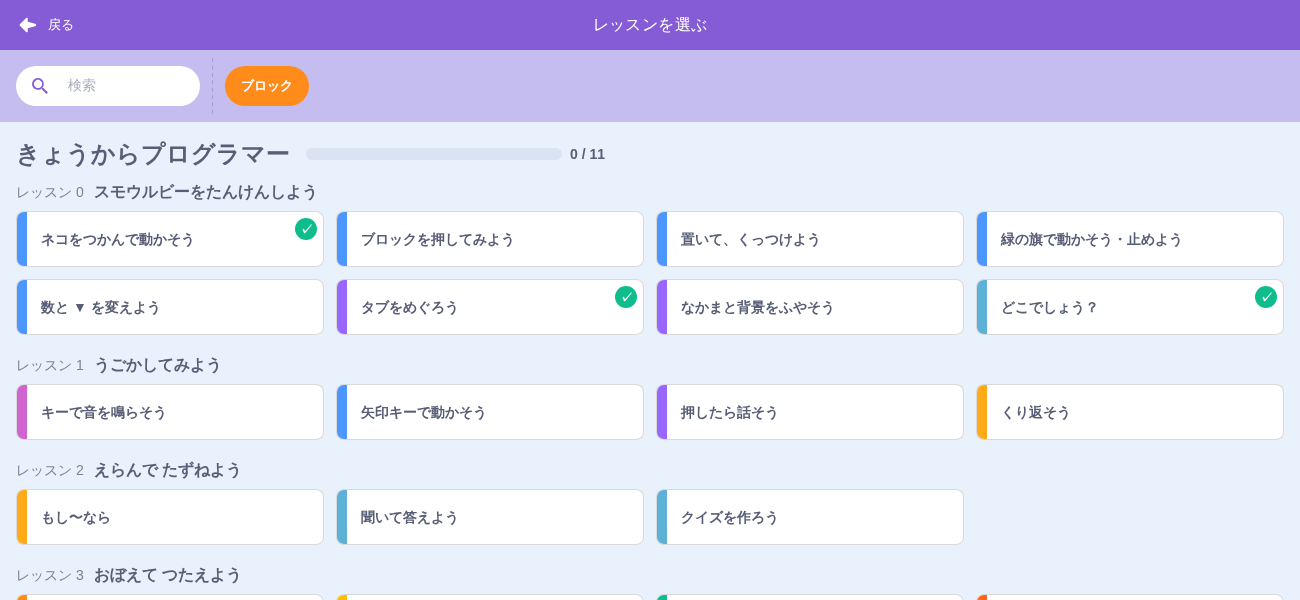 戻る
レッスンを選ぶ
検索
ブロック
きょうからプログラマー 0 / 11
レッスン 0 スモウルビーをたんけんしよう
ネコをつかんで動かそう
ブロックを押してみよう
置いて、くっつけよう
緑の旗で動かそう・止めよう
数と ▼ を変えよう
タブをめぐろう
なかまと背景をふやそう
どこでしょう？
レッスン 1 うごかしてみよう
キーで音を鳴らそう
矢印キーで動かそう
押したら話そう
くり返そう
レッスン 2 えらんで たずねよう
もし〜なら
聞いて答えよう
クイズを作ろう
レッスン 3 おぼえて つたえよう